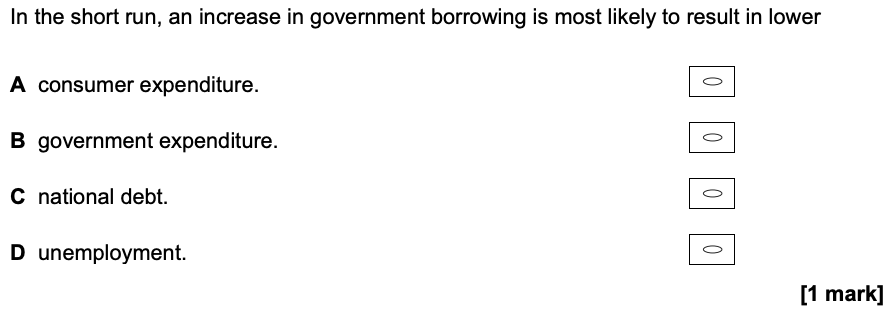 In the short run, an increase in government borrowing is most likely to result in lower
A consumer expenditure.
B government expenditure.
C national debt.
D unemployment.
[1 mark]